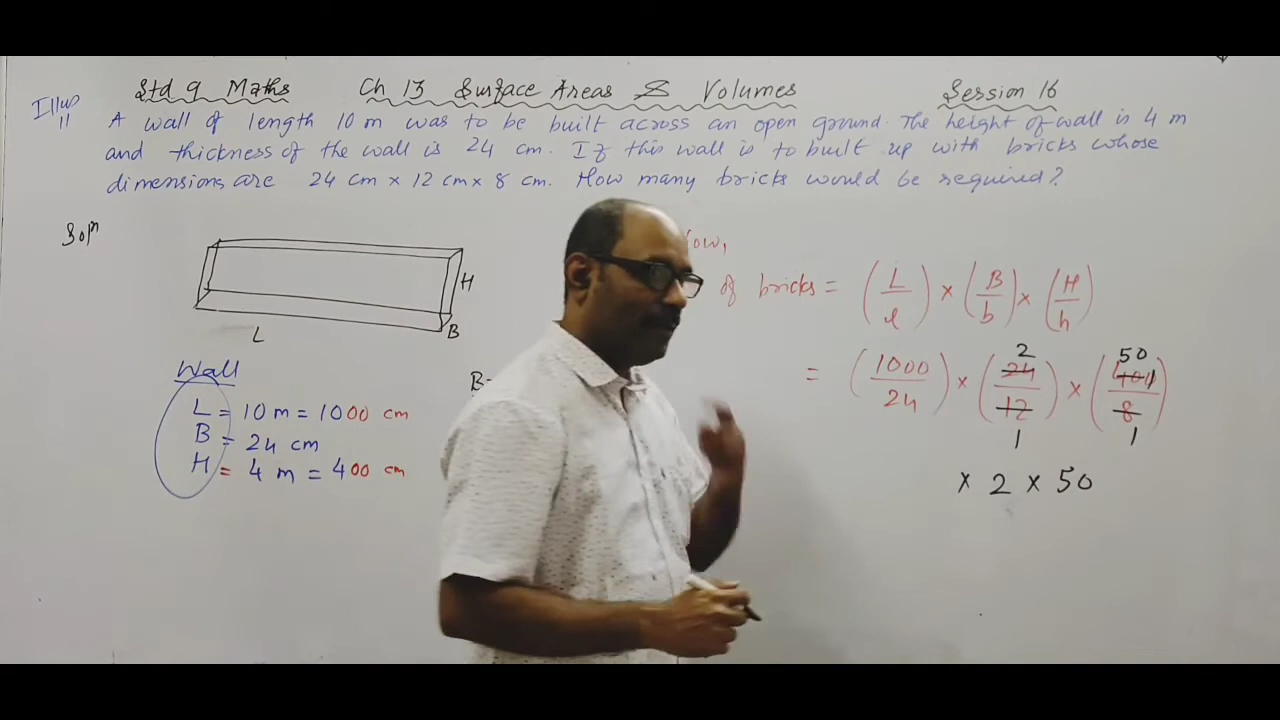 Std 9 Maths Ch 13 Surface Areas & Volumes Session 16
Illus 11
A wall of length 10 m was to be built across an open ground. The height of wall is 4 m
and thickness of the wall is 24 cm. If this wall is to built up with bricks whose
dimensions are 24 cm × 12 cm × 8 cm. How many bricks would be required?
Solⁿ
H
L
B
Wall
L = 10 m = 1000 cm
B = 24 cm
H = 4 m = 400 cm
B=
of bricks = (L/l) × (B/b) × (H/h)
= (1000/24) × (24/12) × (400/8)
2 50
1 1
× 2 × 50